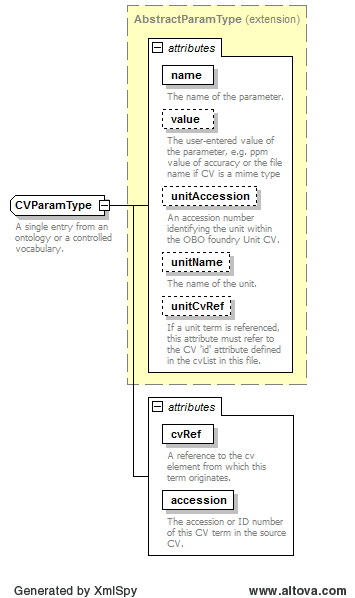 AbstractParamType (extension)
attributes
name
The name of the parameter.
value
The user-entered value of
the parameter, e.g. ppm
value of accuracy or the file
name if CV is a mime type
unitAccession
An accession number
identifying the unit within
the OBO foundry Unit CV.
unitName
The name of the unit.
unitCvRef
If a unit term is referenced,
this attribute must refer to
the CV 'id' attribute defined
in the cvList in this file.
CVParamType
A single entry from an
ontology or a controlled
vocabulary.
attributes
cvRef
A reference to the cv
element from which this
term originates.
accession
The accession or ID number
of this CV term in the source
CV.
Generated by XmlSpy
www.altova.com